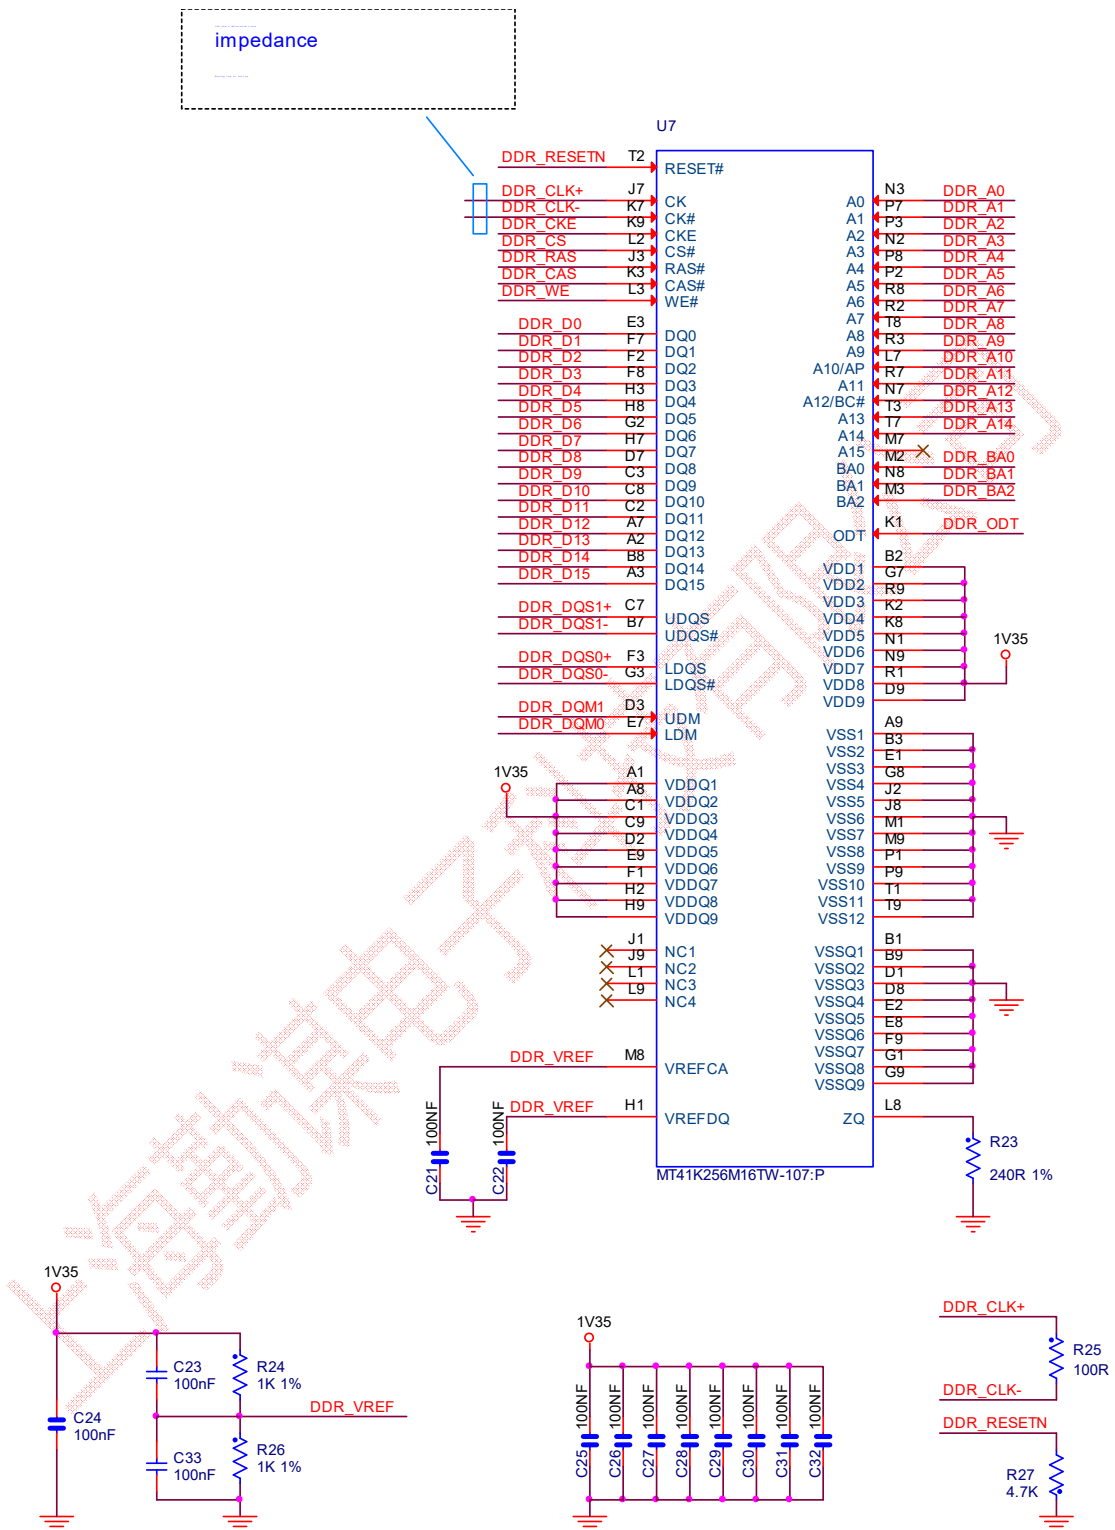 impedance
U7
DDR_RESETN T2 RESET#
DDR_CLK+ J7 CK
DDR_CLK- K7 CK#
DDR_CKE K9 CKE
DDR_CS L2 CS#
DDR_RAS J3 RAS#
DDR_CAS K3 CAS#
DDR_WE L3 WE#
DDR_D0 E3 DQ0
DDR_D1 F7 DQ1
DDR_D2 F2 DQ2
DDR_D3 F8 DQ3
DDR_D4 H3 DQ4
DDR_D5 H8 DQ5
DDR_D6 G2 DQ6
DDR_D7 H7 DQ7
DDR_D8 D7 DQ8
DDR_D9 C3 DQ9
DDR_D10 C8 DQ10
DDR_D11 C2 DQ11
DDR_D12 A7 DQ12
DDR_D13 A2 DQ13
DDR_D14 B8 DQ14
DDR_D15 A3 DQ15
DDR_DQS1+ C7 UDQS
DDR_DQS1- B7 UDQS#
DDR_DQS0+ F3 LDQS
DDR_DQS0- G3 LDQS#
DDR_DQM1 D3 UDM
DDR_DQM0 E7 LDM
1V35
A1 VDDQ1
A8 VDDQ2
C1 VDDQ3
C9 VDDQ4
D2 VDDQ5
E9 VDDQ6
F1 VDDQ7
H2 VDDQ8
H9 VDDQ9
J1 NC1
J9 NC2
L1 NC3
L9 NC4
DDR_VREF M8 VREFCA
DDR_VREF H1 VREFDQ
C21 100NF
C22 100NF
A0 N3 DDR_A0
A1 P7 DDR_A1
A2 P3 DDR_A2
A3 N2 DDR_A3
A4 P8 DDR_A4
A5 P2 DDR_A5
A6 R8 DDR_A6
A7 R2 DDR_A7
A8 T8 DDR_A8
A9 R3 DDR_A9
A10/AP L7 DDR_A10
A11 R7 DDR_A11
A12/BC# N7 DDR_A12
A13 T3 DDR_A13
A14 T7 DDR_A14
A15 M7
BA0 M2 DDR_BA0
BA1 N8 DDR_BA1
BA2 M3 DDR_BA2
ODT K1 DDR_ODT
VDD1 B2
VDD2 G7
VDD3 R9
VDD4 K2
VDD5 K8
VDD6 N1
VDD7 N9
VDD8 R1
VDD9 D9
1V35
VSS1 A9
VSS2 B3
VSS3 E1
VSS4 G8
VSS5 J2
VSS6 J8
VSS7 M1
VSS8 M9
VSS9 P1
VSS10 P9
VSS11 T1
VSS12 T9
VSSQ1 B1
VSSQ2 B9
VSSQ3 D1
VSSQ4 D8
VSSQ5 E2
VSSQ6 E8
VSSQ7 F9
VSSQ8 G1
VSSQ9 G9
ZQ L8
R23
240R 1%
MT41K256M16TW-107:P
1V35
C23
100nF
R24
1K 1%
DDR_VREF
C24
100nF
C33
100nF
R26
1K 1%
1V35
C25 100NF
C26 100NF
C27 100NF
C28 100NF
C29 100NF
C30 100NF
C31 100NF
C32 100NF
DDR_CLK+
R25
100R
DDR_CLK-
DDR_RESETN
R27
4.7K
上海勤谋电子科技有限公司